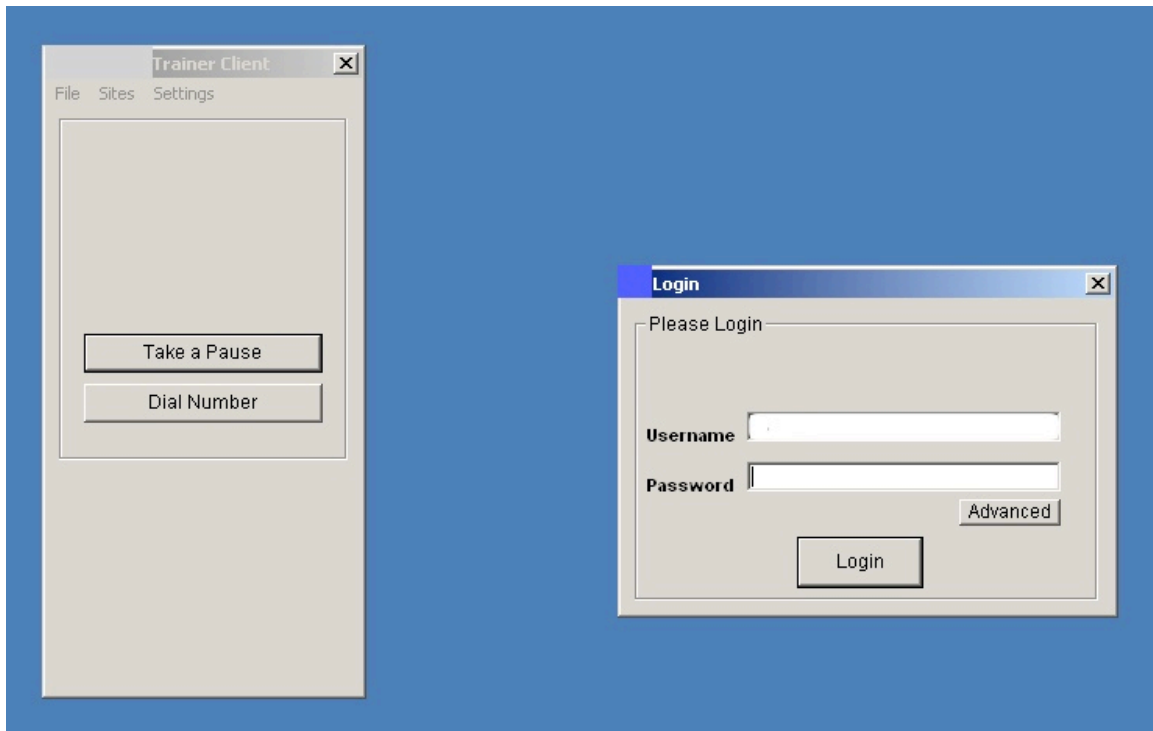 Trainer Client
File Sites Settings
Take a Pause
Dial Number
Login
Please Login
Username
Password
Advanced
Login